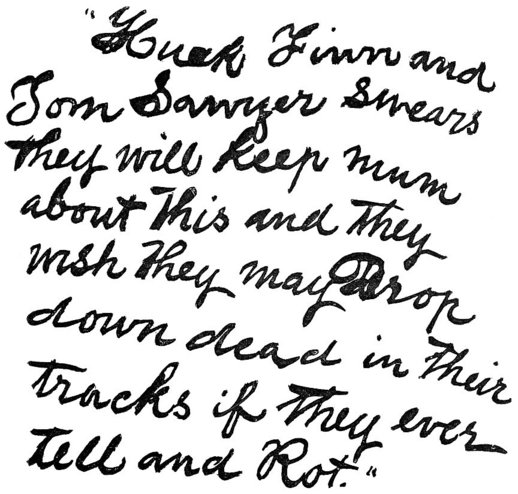 "Huck Finn and
Tom Sawyer swears
they will keep mum
about This and They
wish They may Drop
down dead in Their
tracks if They ever
tell and Rot."